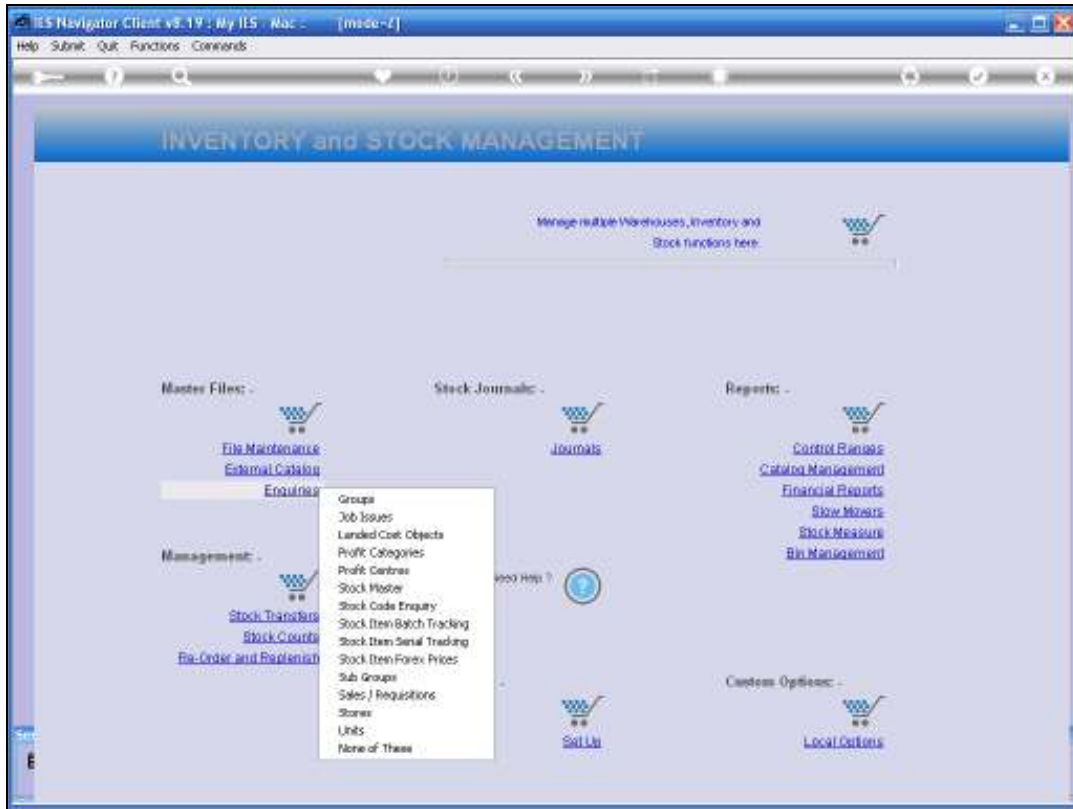 IES Navigator Client v8.19 : My IES - Mac -
Help Submit Quit Functions Commands
INVENTORY and STOCK MANAGEMENT
Manage multiple Warehouses, Inventory and
Stock functions here.
Master Files: -
File Maintenance
External Catalog
Enquiries
Groups
Job Issues
Landed Cost Objects
Profit Categories
Profit Centres
Stock Master
Stock Code Enquiry
Stock Item Batch Tracking
Stock Item Serial Tracking
Stock Item Forex Prices
Sub Groups
Sales / Requisitions
Stores
Units
None of These
Stock Journals: -
Journals
Reports: -
Control Ranges
Catalog Management
Financial Reports
Slow Movers
Stock Measure
Bin Management
Management: -
Stock Transfers
Stock Counts
Re-Order and Replenish
Need Help ?
Set Up
Custom Options: -
Local Options